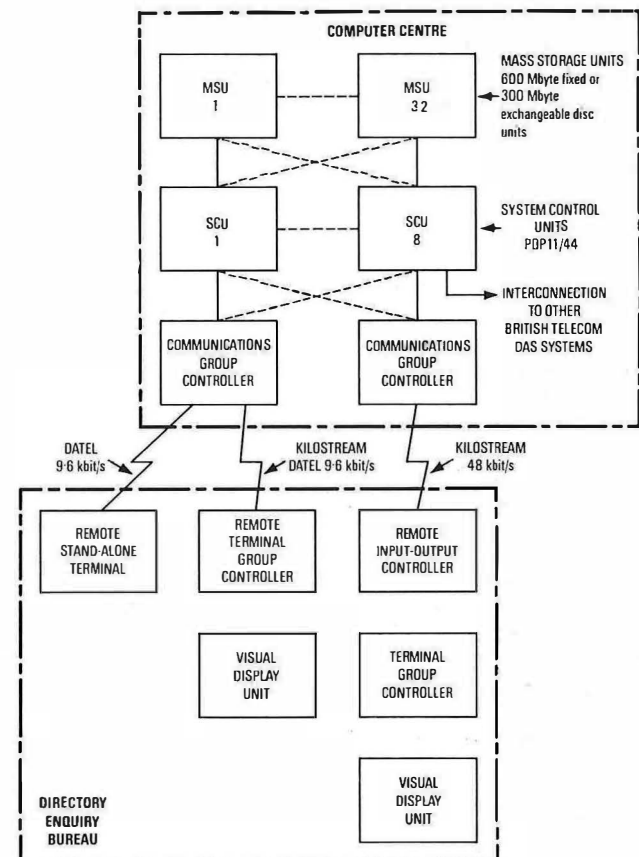 COMPUTER CENTRE
MSU
1
MSU
32
MASS STORAGE UNITS
600 Mbyte fixed or
300 Mbyte
exchangeable disc
units
SCU
1
SCU
8
SYSTEM CONTROL
UNITS
PDP11/44
INTERCONNECTION
TO OTHER
BRITISH TELECOM
DAS SYSTEMS
COMMUNICATIONS
GROUP
CONTROLLER
COMMUNICATIONS
GROUP
CONTROLLER
DATEL
9·6 kbit/s
KILOSTREAM
DATEL 9·6 kbit/s
KILOSTREAM
48 kbit/s
REMOTE
STAND-ALONE
TERMINAL
REMOTE
TERMINAL
GROUP
CONTROLLER
REMOTE
INPUT-OUTPUT
CONTROLLER
VISUAL
DISPLAY
UNIT
TERMINAL
GROUP
CONTROLLER
VISUAL
DISPLAY
UNIT
DIRECTORY
ENQUIRY
BUREAU